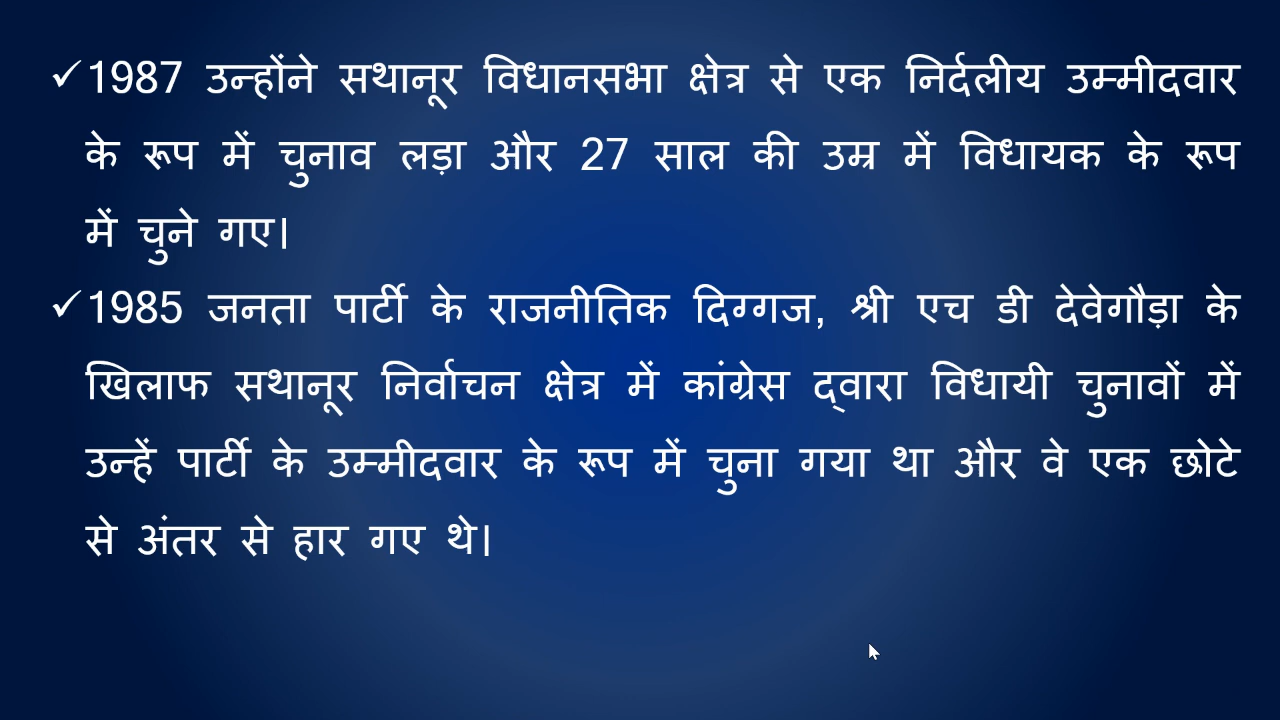 ✓1987 उन्होंने सथानूर विधानसभा क्षेत्र से एक निर्दलीय उम्मीदवार
के रूप में चुनाव लड़ा और 27 साल की उम्र में विधायक के रूप
में चुने गए।
✓1985 जनता पार्टी के राजनीतिक दिग्गज, श्री एच डी देवेगौड़ा के
खिलाफ सथानूर निर्वाचन क्षेत्र में कांग्रेस द्वारा विधायी चुनावों में
उन्हें पार्टी के उम्मीदवार के रूप में चुना गया था और वे एक छोटे
से अंतर से हार गए थे।